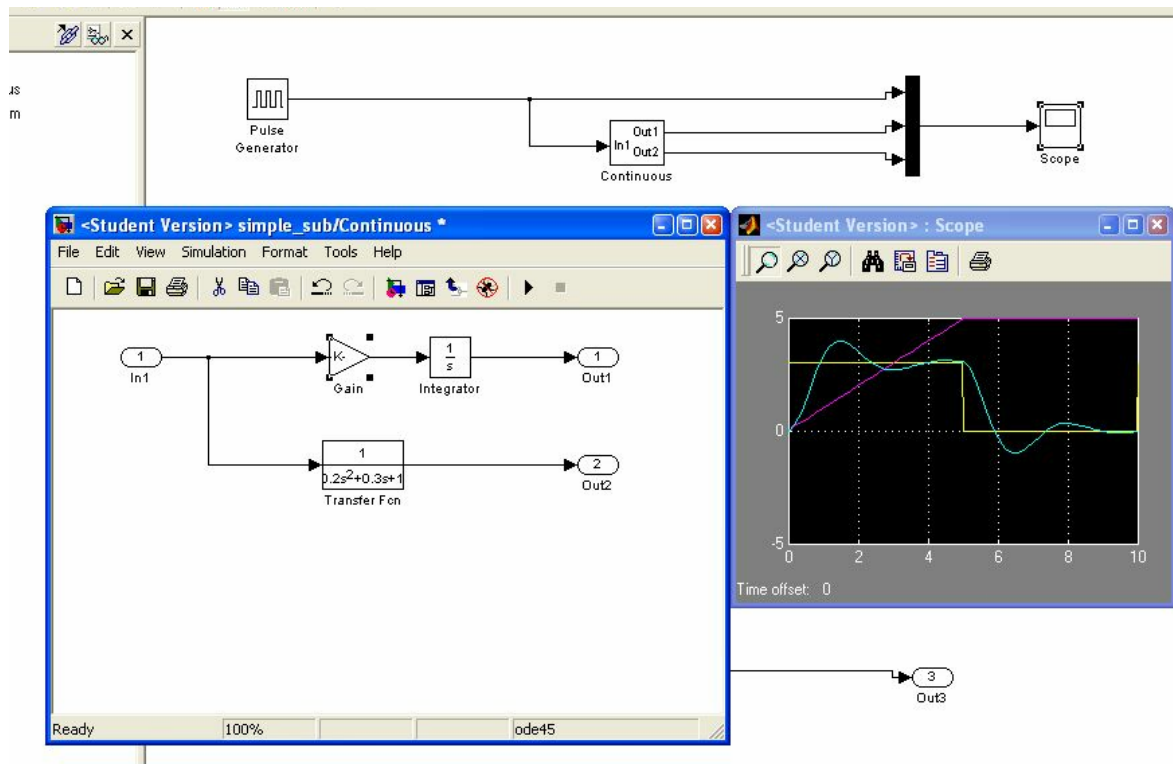 us
m
Pulse
Generator
In1
Out1
Out2
Continuous
Scope
<Student Version> simple_sub/Continuous *
File Edit View Simulation Format Tools Help
1
In1
-K-
Gain
1
s
Integrator
1
Out1
1
0.2s2+0.3s+1
Transfer Fcn
2
Out2
Ready 100% ode45
<Student Version> : Scope
5
0
-5
0 2 4 6 8 10
Time offset: 0
3
Out3